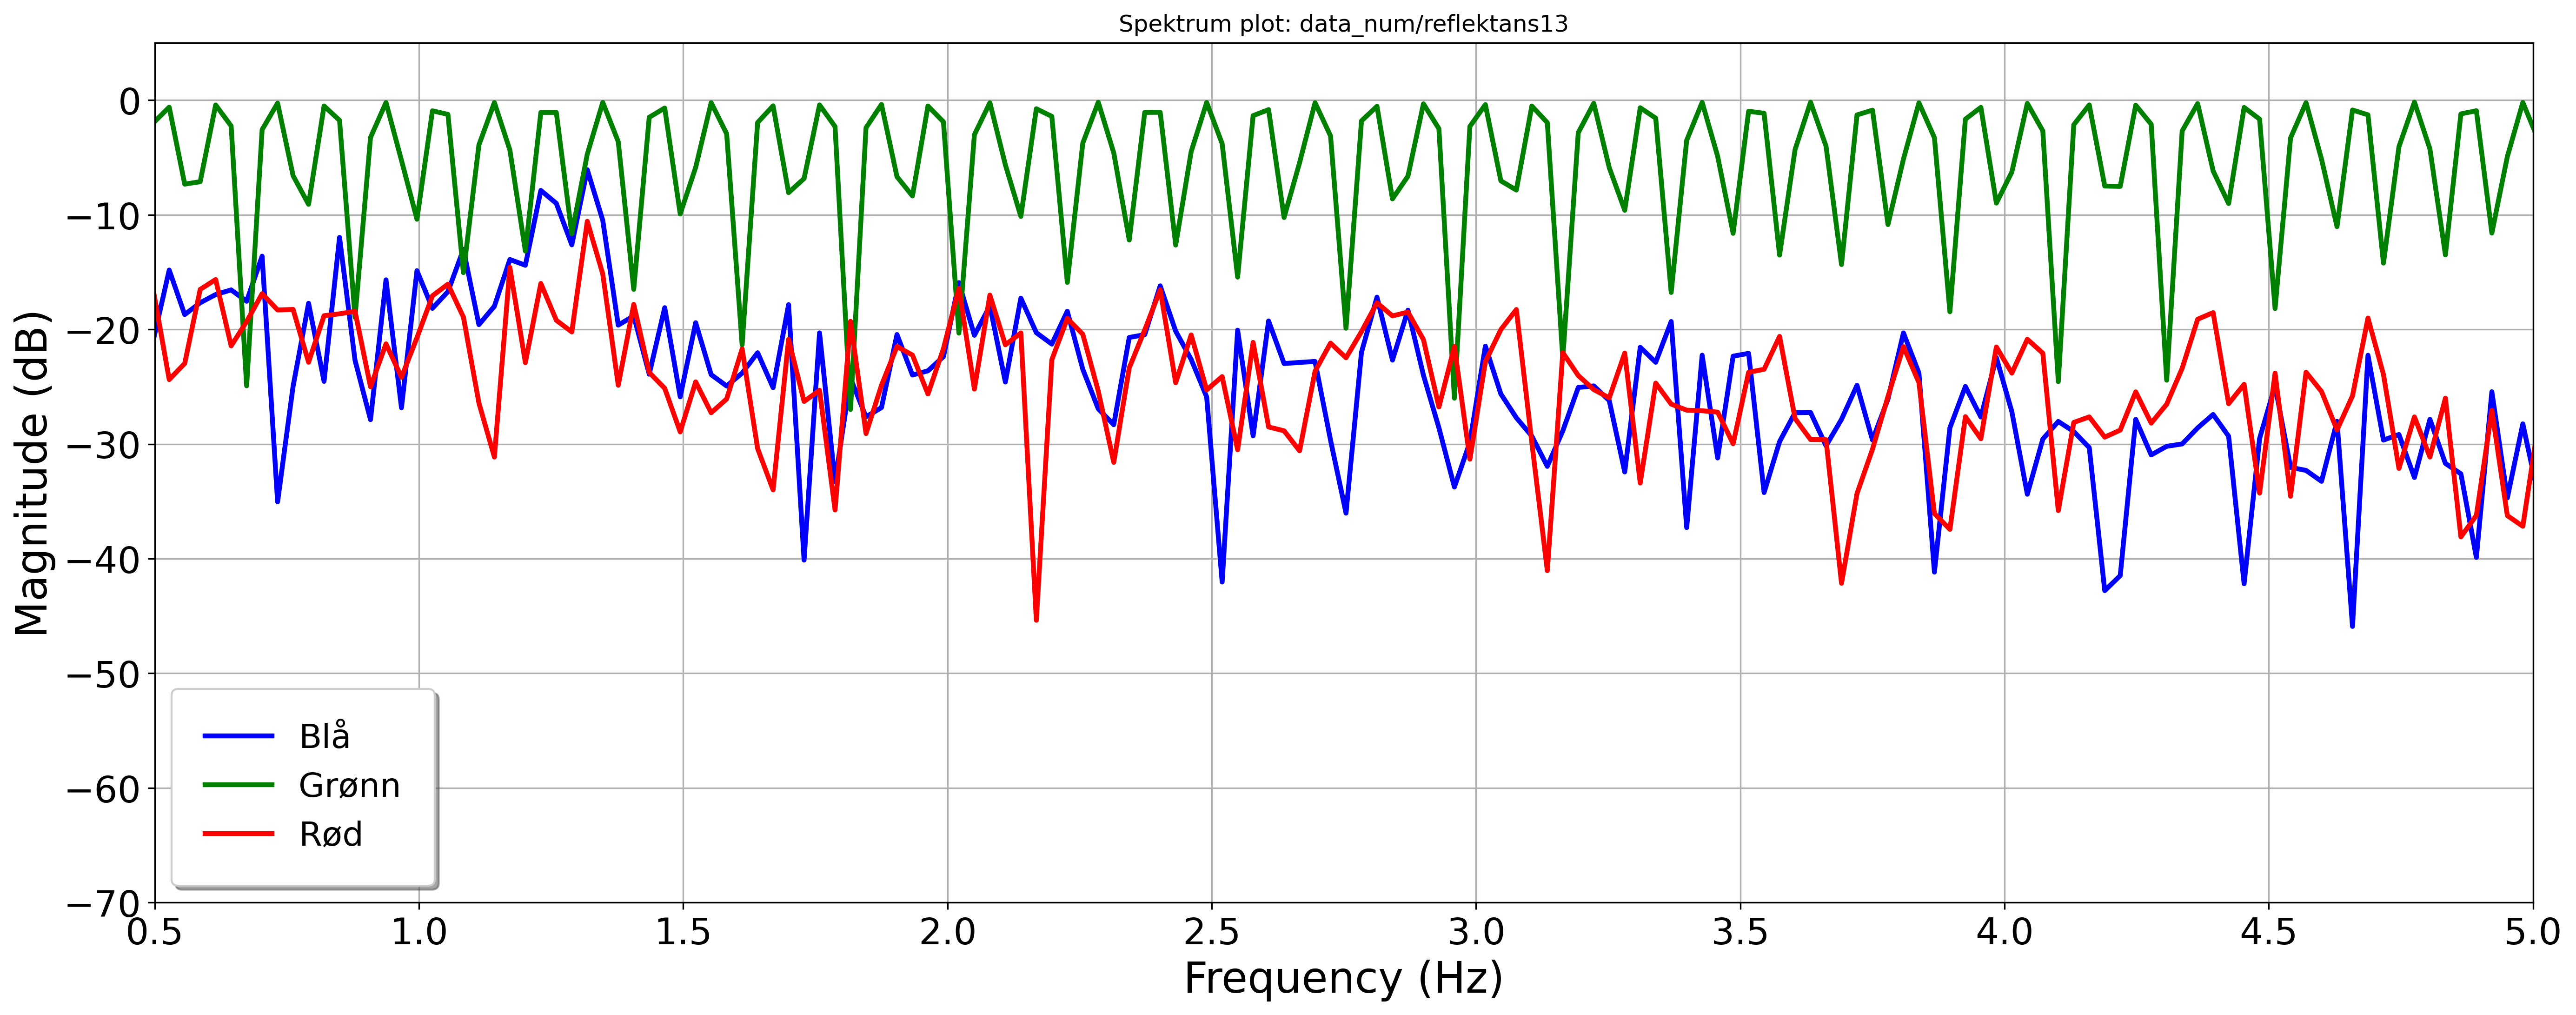 Spektrum plot: data_num/reflektans13
Magnitude (dB)
0
−10
−20
−30
−40
−50
−60
−70
Blå
Grønn
Rød
0.5 1.0 1.5 2.0 2.5 3.0 3.5 4.0 4.5 5.0
Frequency (Hz)